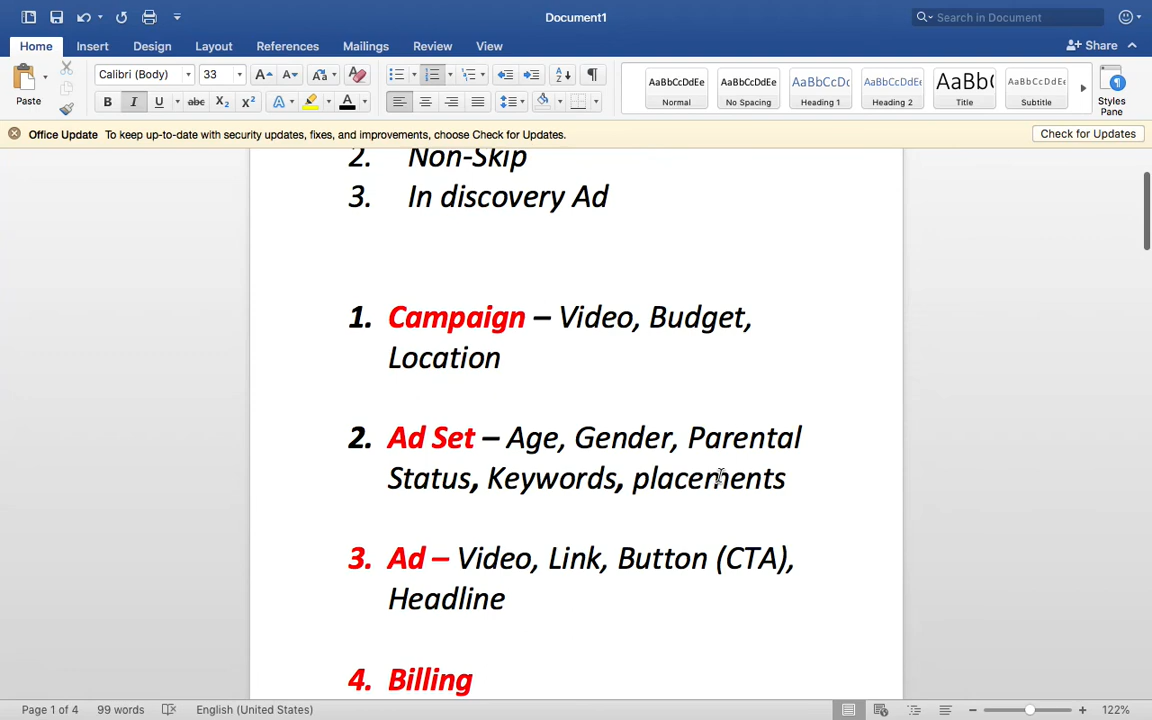 Document1
Search in Document
Home Insert Design Layout References Mailings Review View
Share
Paste
Calibri (Body) 33
AaBbCcDdEe AaBbCcDdEe AaBbCcDc AaBbCcDdEe AaBbC( AaBbCcDdEe
Normal No Spacing Heading 1 Heading 2 Title Subtitle
Styles
Pane
Office Update To keep up-to-date with security updates, fixes, and improvements, choose Check for Updates.
Check for Updates
2. Non-Skip
3. In discovery Ad
1. Campaign – Video, Budget,
Location
2. Ad Set – Age, Gender, Parental
Status, Keywords, placements
3. Ad – Video, Link, Button (CTA),
Headline
4. Billing
Page 1 of 4 99 words English (United States) 122%